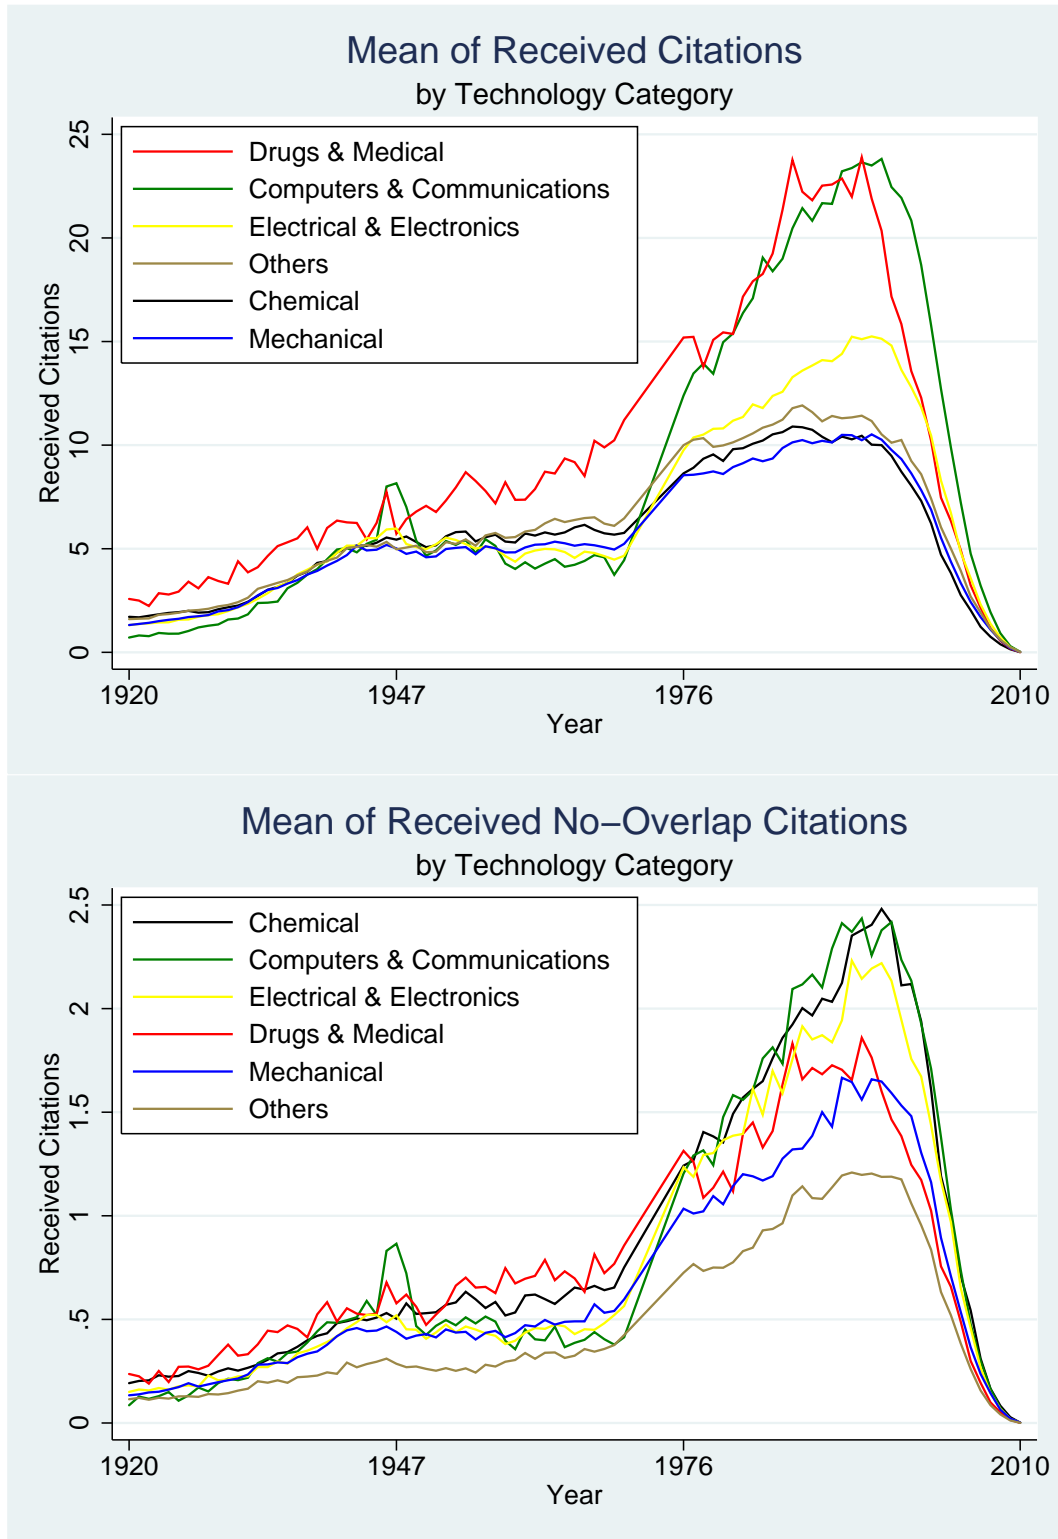 Mean of Received Citations
by Technology Category
Received Citations
25
20
15
10
5
0
Drugs & Medical
Computers & Communications
Electrical & Electronics
Others
Chemical
Mechanical
1920 1947 1976 2010
Year
Mean of Received No−Overlap Citations
by Technology Category
Received Citations
2.5
2
1.5
1
.5
0
Chemical
Computers & Communications
Electrical & Electronics
Drugs & Medical
Mechanical
Others
1920 1947 1976 2010
Year